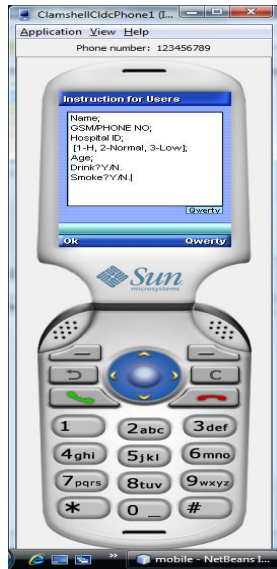 ClamshellCldcPhone1 (I...
Application View Help
Phone number: 123456789
Instruction for Users
Name;
GSM/PHONE NO;
Hospital ID;
[1-H, 2-Normal, 3-Low];
Age;
Drink?Y/N.
Smoke?Y/N.
Qwerty
Ok Qwerty
Sun
microsystems
C
1 2abc 3def
4ghi 5jkl 6mno
7pqrs 8tuv 9wxyz
* 0 _ #
» mobile - NetBeans I...